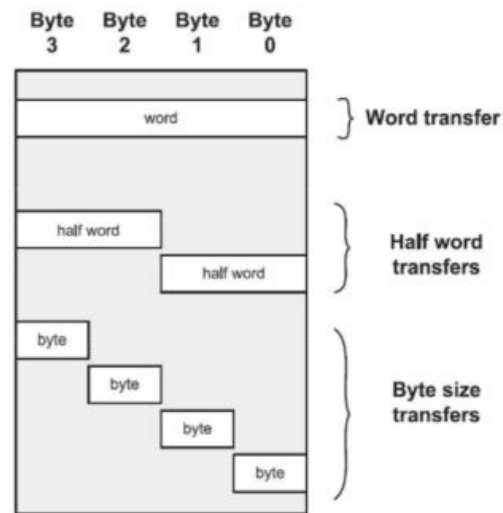 Byte Byte Byte Byte
3 2 1 0
word
Word transfer
half word
half word
Half word
transfers
byte
byte
byte
byte
Byte size
transfers